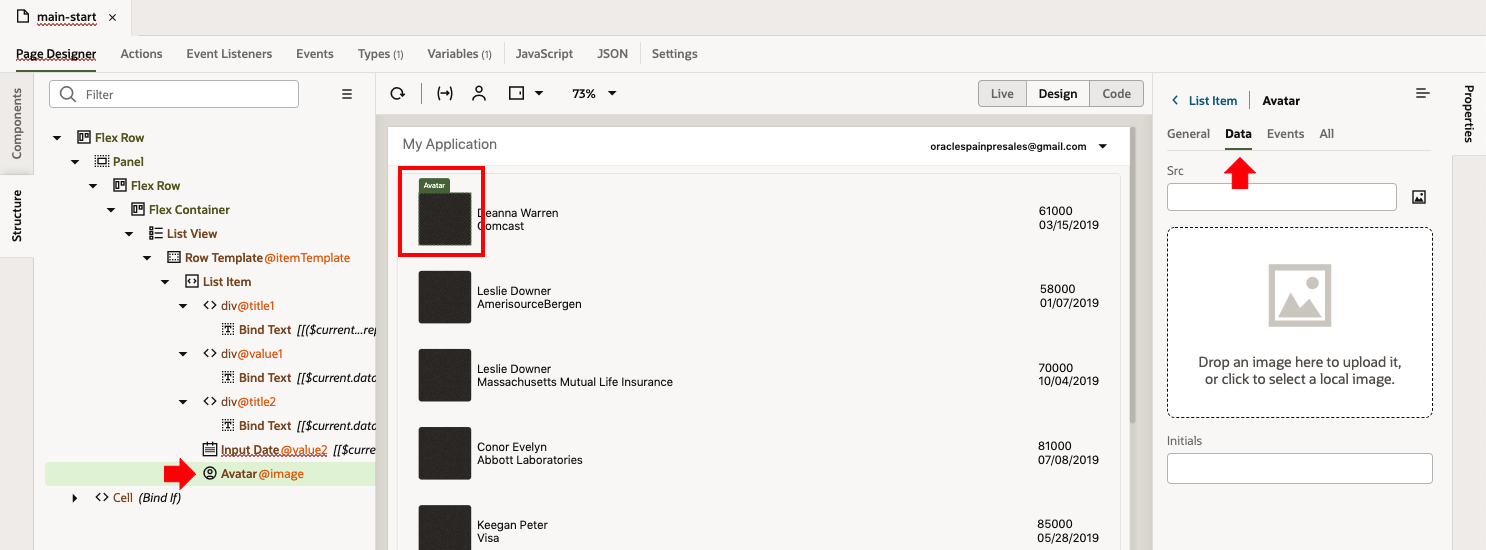 main-start ×
Page Designer Actions Event Listeners Events Types (1) Variables (1) JavaScript JSON Settings
Components
Structure
Filter
Flex Row
Panel
Flex Row
Flex Container
List View
Row Template @itemTemplate
List Item
div@title1
Bind Text [[($current...re
div@value1
Bind Text [[$current.data
div@title2
Bind Text [[$current.data
Input Date @value2 [[$curre
Avatar @image
Cell (Bind If)
73%
Live Design Code
My Application
oraclespainpresales@gmail.com
Avatar
Deanna Warren
Comcast
61000
03/15/2019
Leslie Downer
AmerisourceBergen
58000
01/07/2019
Leslie Downer
Massachusetts Mutual Life Insurance
70000
10/04/2019
Conor Evelyn
Abbott Laboratories
81000
07/08/2019
Keegan Peter
Visa
85000
05/28/2019
List Item Avatar
General Data Events All
Src
Drop an image here to upload it,
or click to select a local image.
Initials
Properties